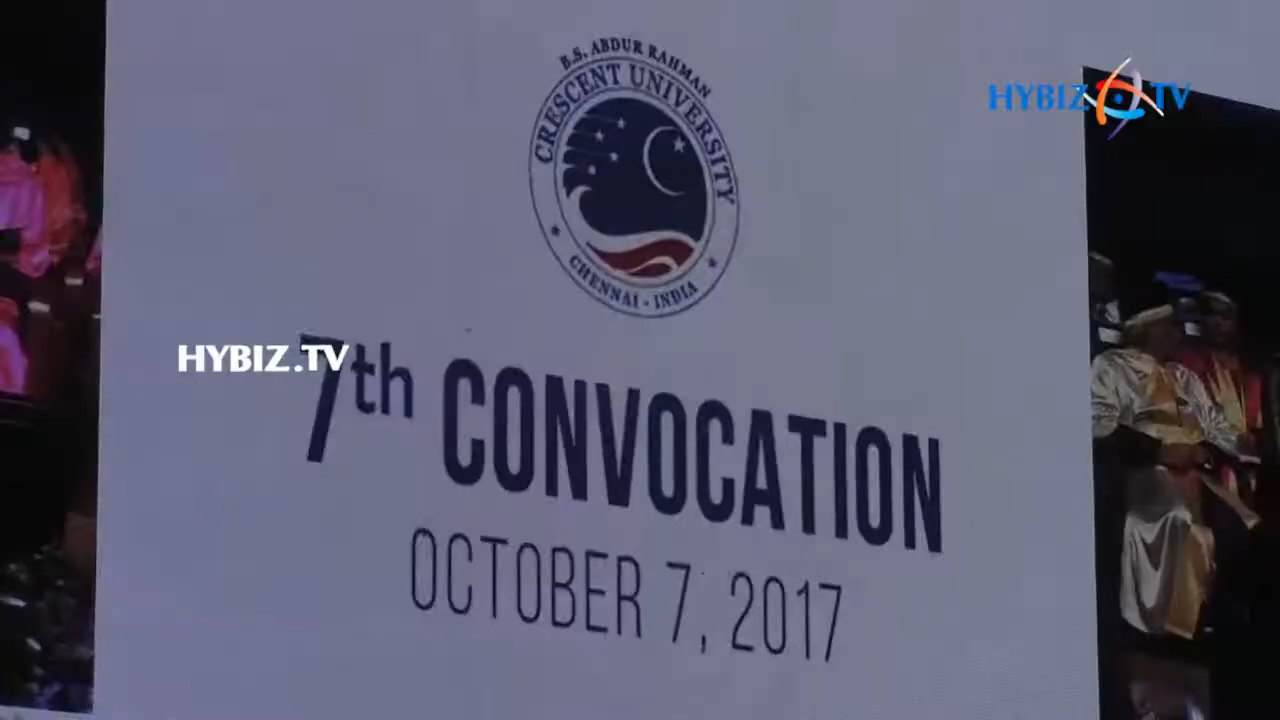 B.S. ABDUR RAHMAN
CRESCENT UNIVERSITY
CHENNAI - INDIA
HYBIZ TV
HYBIZ.TV
7th CONVOCATION
OCTOBER 7, 2017